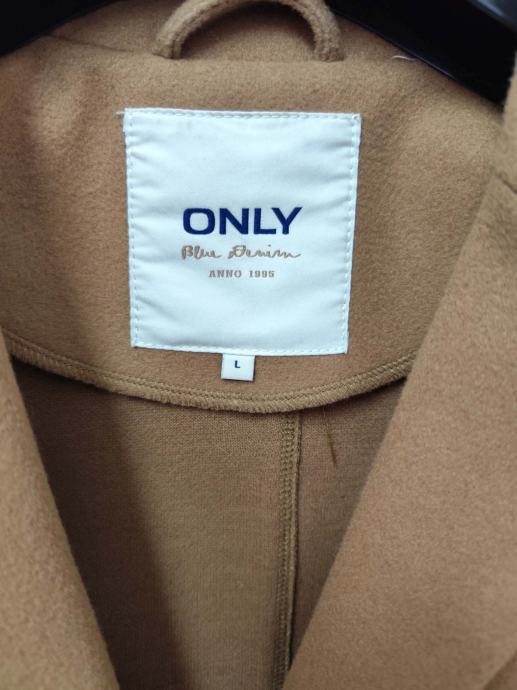 ONLY
Blue Denim
ANNO 1995
L